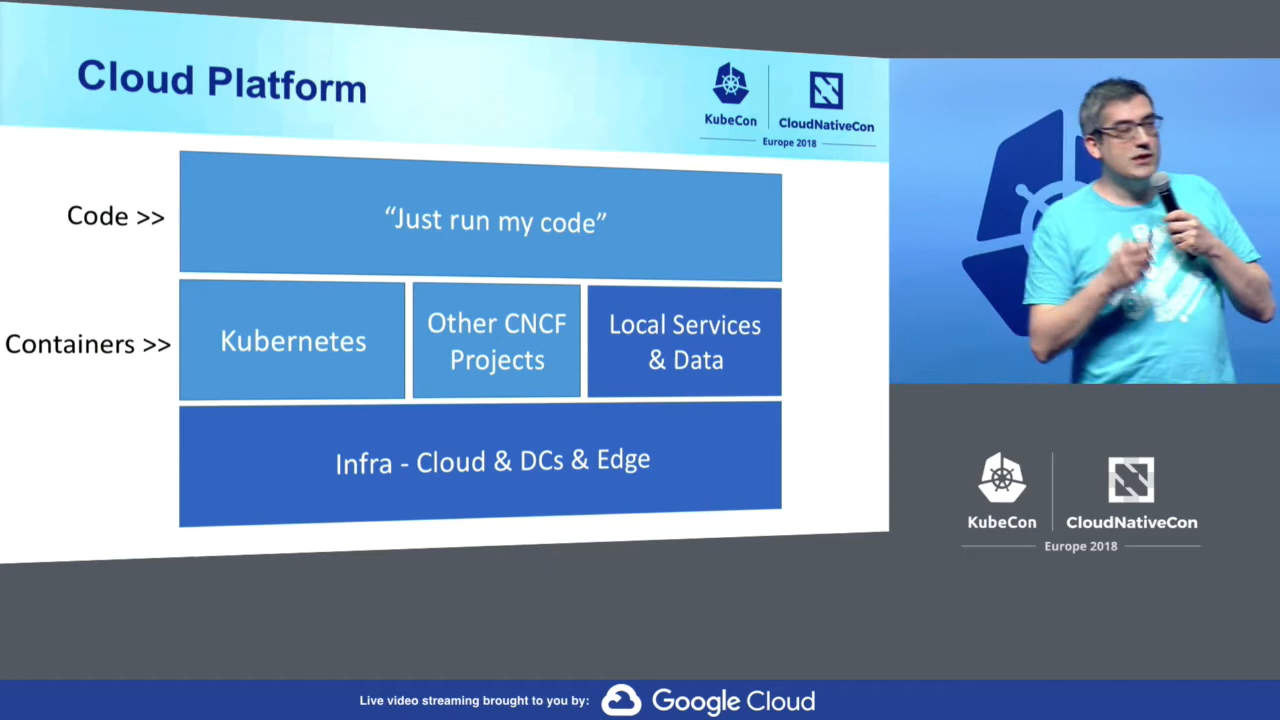 Cloud Platform
KubeCon
CloudNativeCon
Europe 2018
Code >>
“Just run my code”
Containers >>
Kubernetes
Other CNCF
Projects
Local Services
& Data
Infra - Cloud & DCs & Edge
KubeCon
CloudNativeCon
Europe 2018
Live video streaming brought to you by:
Google Cloud